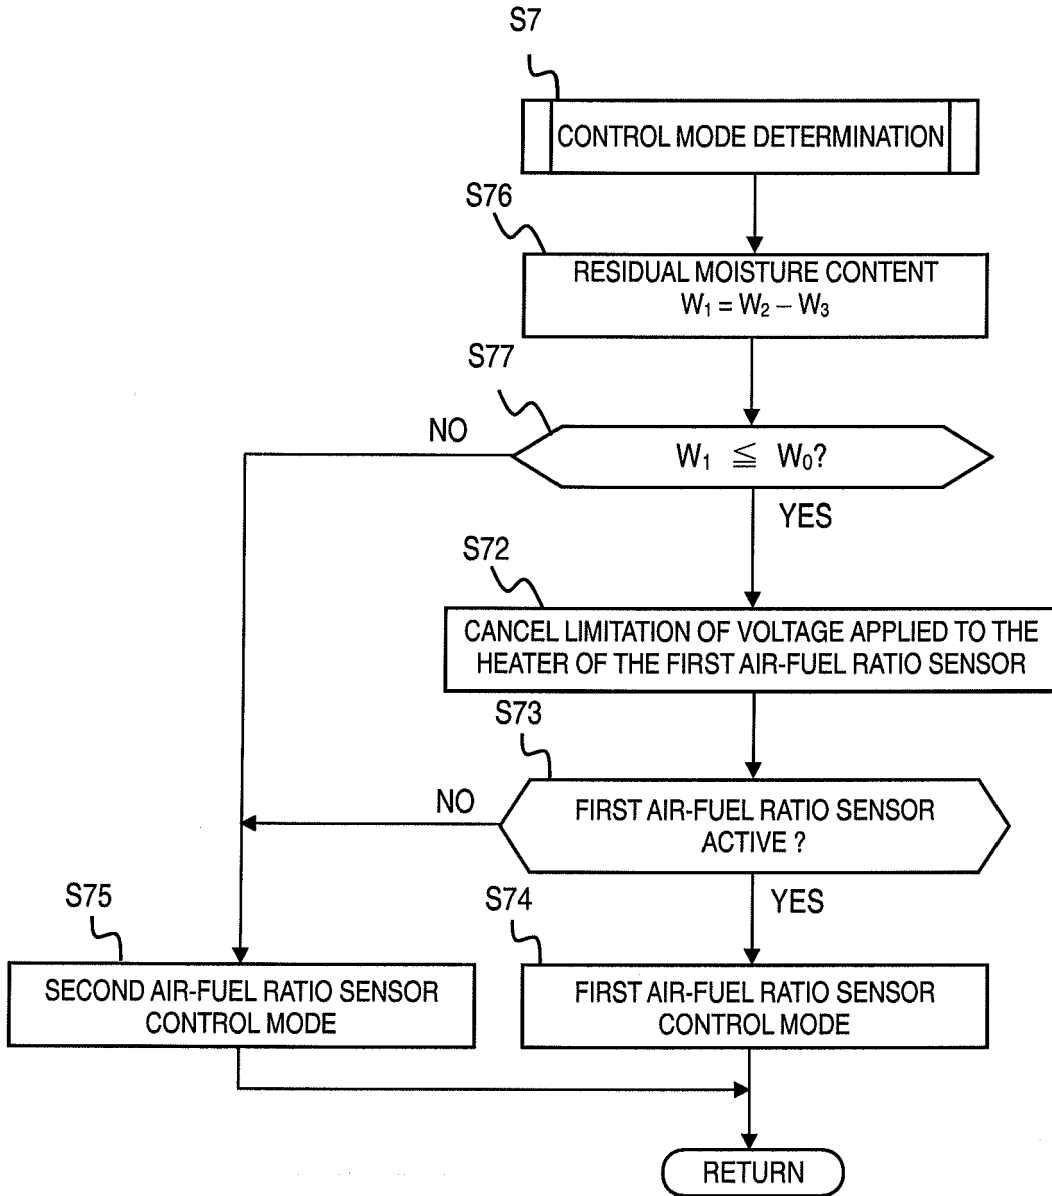 S7
CONTROL MODE DETERMINATION
S76
RESIDUAL MOISTURE CONTENT
W₁ = W₂ – W₃
S77
NO
W₁ ≦ W₀?
YES
S72
CANCEL LIMITATION OF VOLTAGE APPLIED TO THE
HEATER OF THE FIRST AIR-FUEL RATIO SENSOR
S73
NO
FIRST AIR-FUEL RATIO SENSOR
ACTIVE ?
YES
S75
S74
SECOND AIR-FUEL RATIO SENSOR
CONTROL MODE
FIRST AIR-FUEL RATIO SENSOR
CONTROL MODE
RETURN